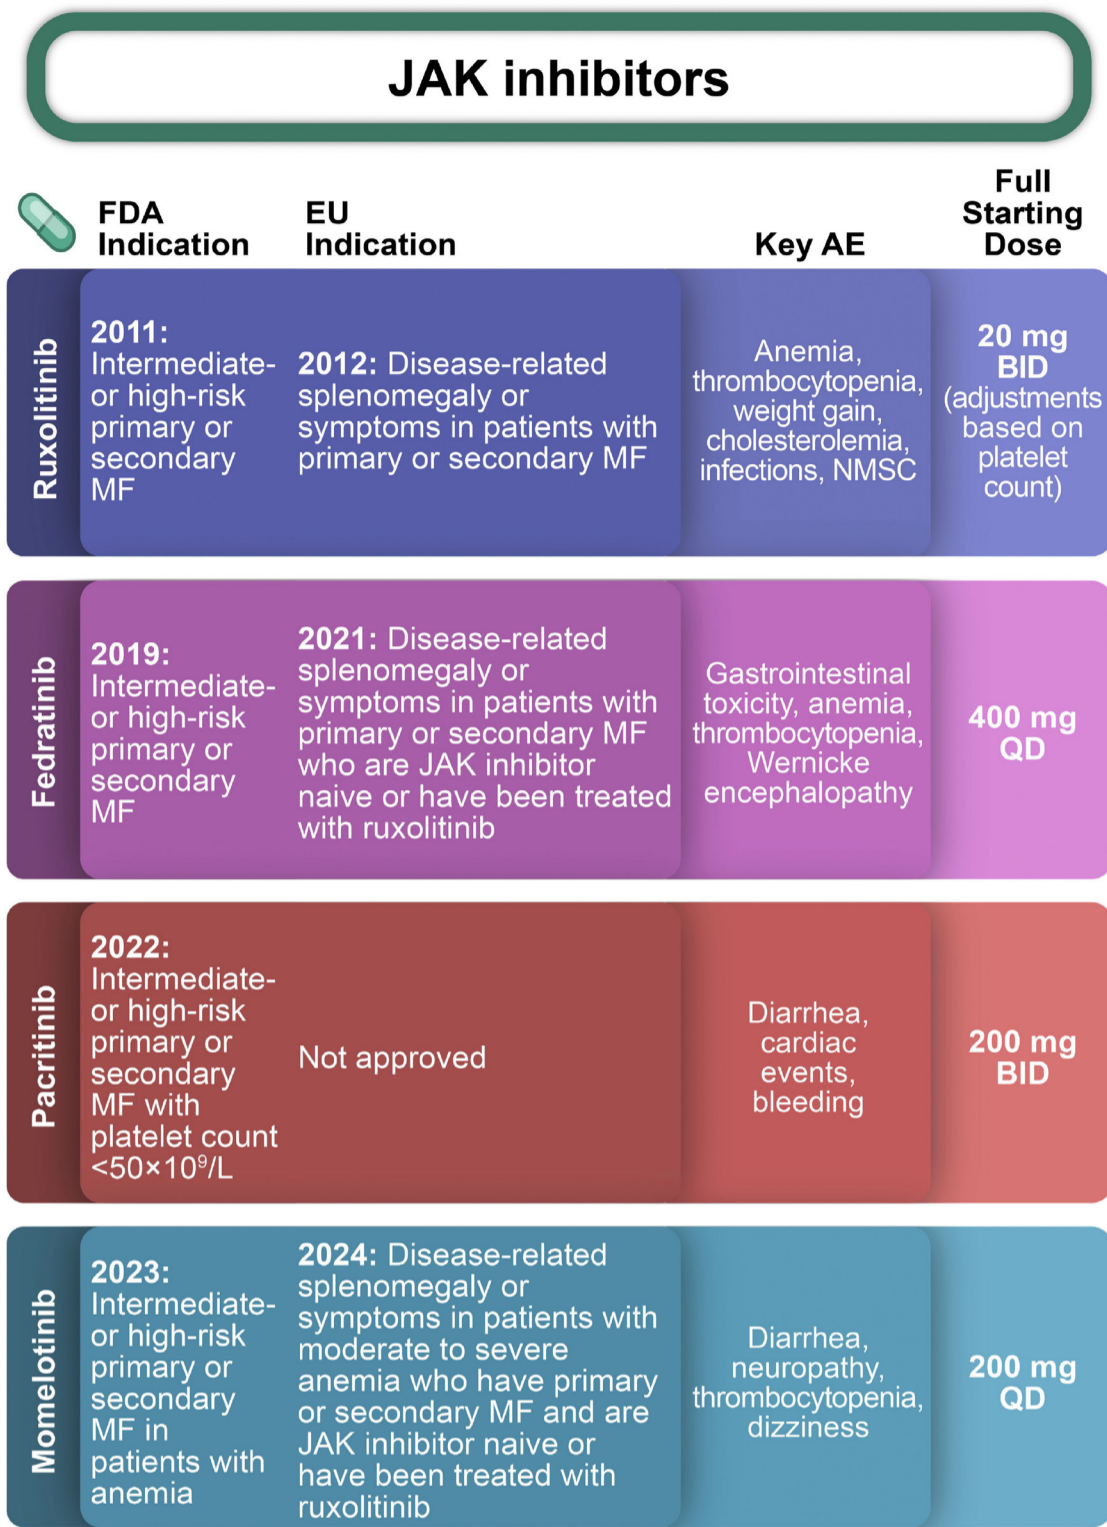 JAK inhibitors
FDA
Indication
EU
Indication
Key AE
Full
Starting
Dose
Ruxolitinib
2011:
Intermediate-
or high-risk
primary or
secondary
MF
2012: Disease-related
splenomegaly or
symptoms in patients with
primary or secondary MF
Anemia,
thrombocytopenia,
weight gain,
cholesterolemia,
infections, NMSC
20 mg
BID
(adjustments
based on
platelet
count)
Fedratinib
2019:
Intermediate-
or high-risk
primary or
secondary
MF
2021: Disease-related
splenomegaly or
symptoms in patients with
primary or secondary MF
who are JAK inhibitor
naive or have been treated
with ruxolitinib
Gastrointestinal
toxicity, anemia,
thrombocytopenia,
Wernicke
encephalopathy
400 mg
QD
Pacritinib
2022:
Intermediate-
or high-risk
primary or
secondary
MF with
platelet count
<50×10⁹/L
Not approved
Diarrhea,
cardiac
events,
bleeding
200 mg
BID
Momelotinib
2023:
Intermediate-
or high-risk
primary or
secondary
MF in
patients with
anemia
2024: Disease-related
splenomegaly or
symptoms in patients with
moderate to severe
anemia who have primary
or secondary MF and are
JAK inhibitor naive or
have been treated with
ruxolitinib
Diarrhea,
neuropathy,
thrombocytopenia,
dizziness
200 mg
QD